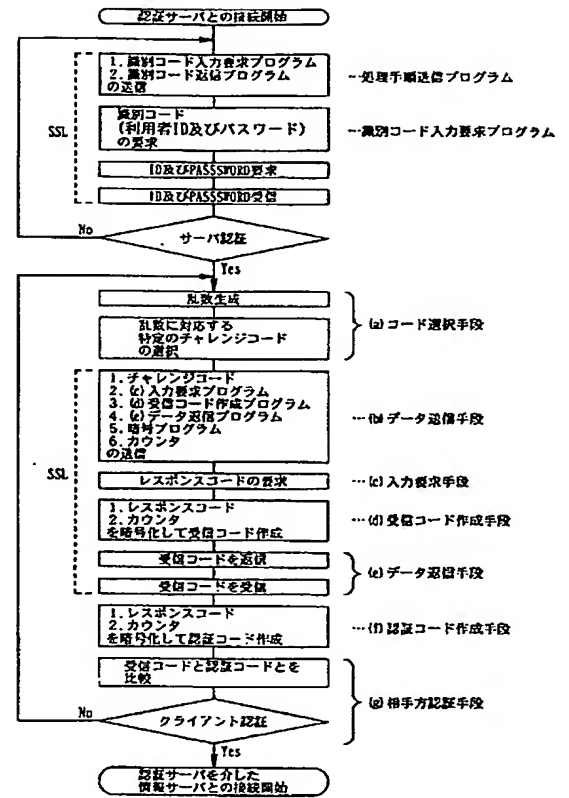 認証サーバとの接続開始
1. 識別コード入力要求プログラム
2. 識別コード返信プログラム
の送信
…処理手順送信プログラム
SSL
識別コード
(利用者ID及びパスワード)
の要求
…識別コード入力要求プログラム
ID及びPASSSWORD要求
ID及びPASSSWORD受信
No
サーバ認証
Yes
乱数生成
(a)コード選択手段
乱数に対応する
特定のチャレンジコード
の選択
1. チャレンジコード
2. (c)入力要求プログラム
3. (d)受信コード作成プログラム
4. (e)データ返信プログラム
5. 暗号プログラム
6. カウンタ
の送信
…(b)データ送信手段
SSL
レスポンスコードの要求
…(c)入力要求手段
1. レスポンスコード
2. カウンタ
を暗号化して受信コード作成
…(d)受信コード作成手段
受信コードを返信
(e)データ返信手段
受信コードを受信
1. レスポンスコード
2. カウンタ
を暗号化して認証コード作成
…(f)認証コード作成手段
受信コードと認証コードとを
比較
(g)相手方認証手段
No
クライアント認証
Yes
認証サーバを介した
情報サーバとの接続開始